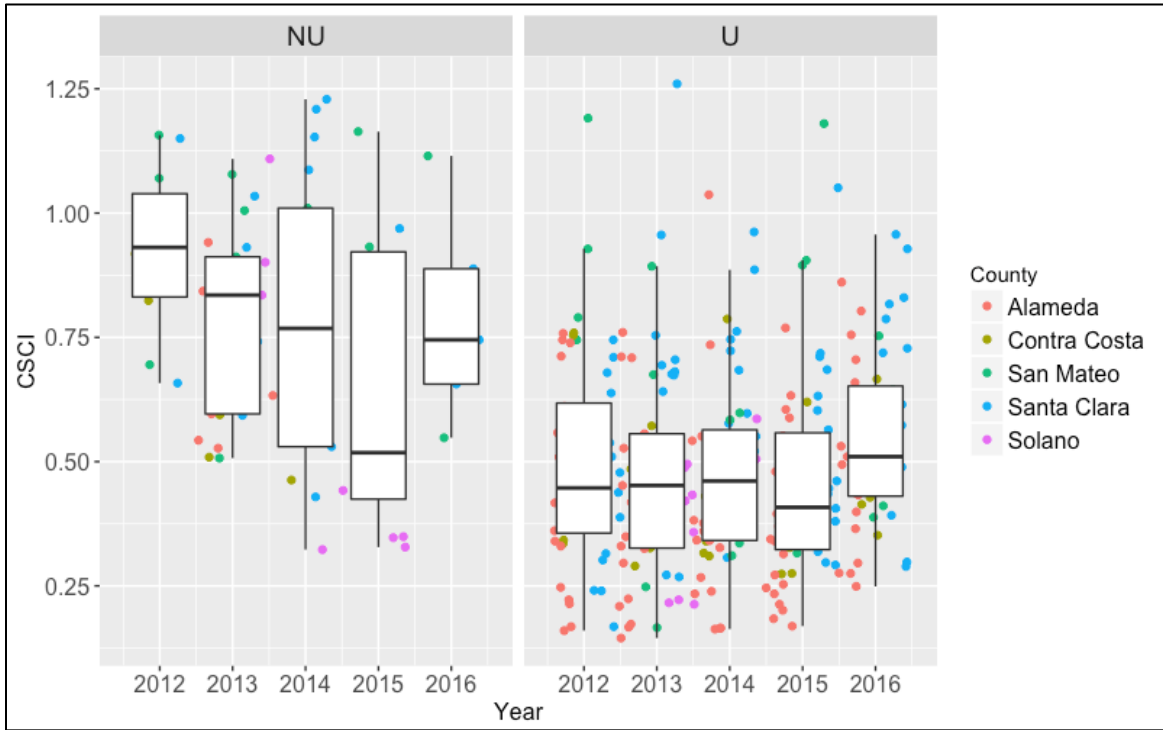 NU U
CSCI
1.25
1.00
0.75
0.50
0.25
2012 2013 2014 2015 2016 2012 2013 2014 2015 2016
Year
County
Alameda
Contra Costa
San Mateo
Santa Clara
Solano